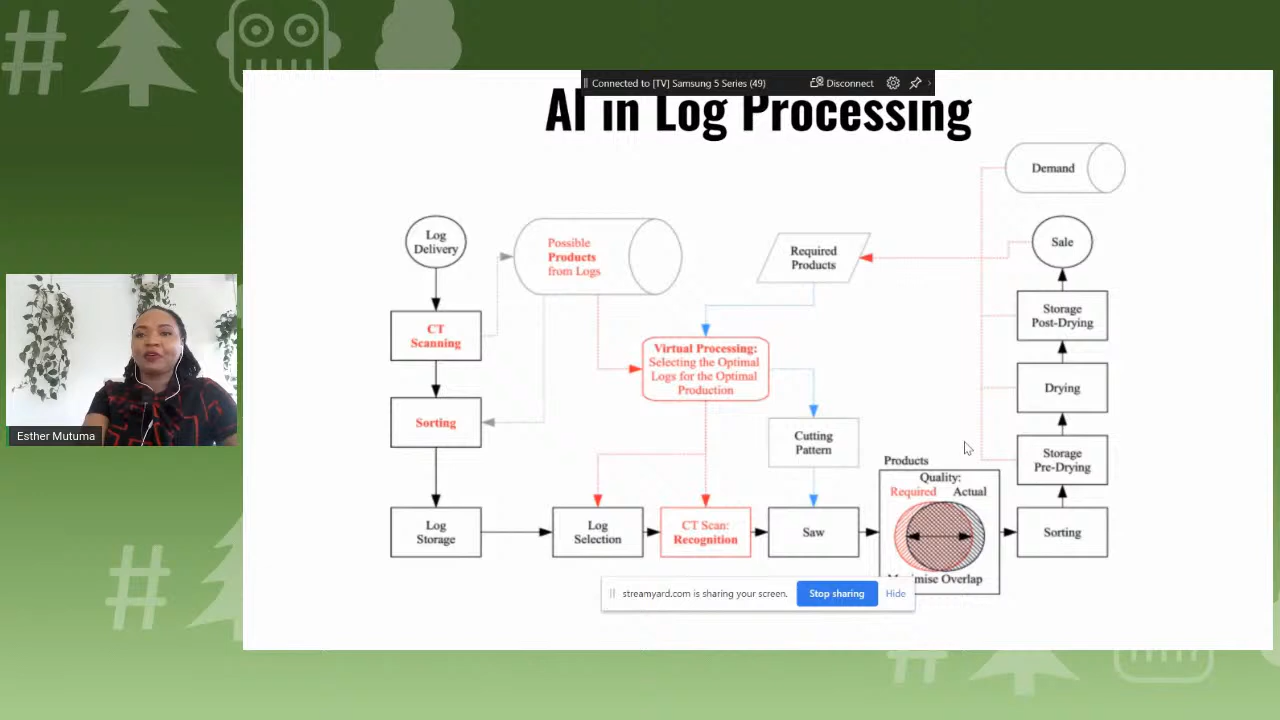 Connected to [TV] Samsung 5 Series (49)
Disconnect
AI in Log Processing
Demand
Log
Delivery
Possible
Products
from Logs
Required
Products
Sale
CT
Scanning
Storage
Post-Drying
Virtual Processing:
Selecting the Optimal
Logs for the Optimal
Production
Drying
Sorting
Cutting
Pattern
Storage
Pre-Drying
Products
Quality:
Required Actual
Log
Storage
Log
Selection
CT Scan:
Recognition
Saw
Sorting
Maximise Overlap
streamyard.com is sharing your screen.
Stop sharing
Hide
Esther Mutuma
#
#
#